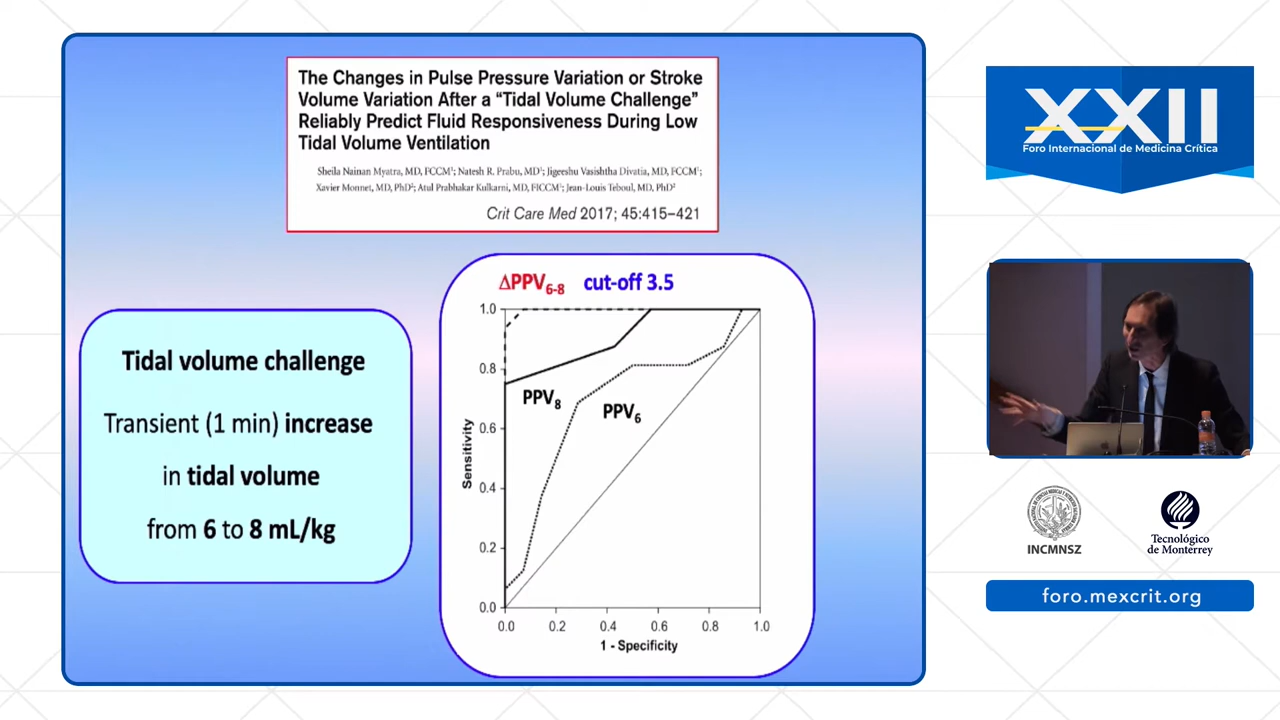 The Changes in Pulse Pressure Variation or Stroke
Volume Variation After a “Tidal Volume Challenge”
Reliably Predict Fluid Responsiveness During Low
Tidal Volume Ventilation
Sheila Nainan Myatra, MD, FCCM¹; Natesh R. Prabu, MD¹; Jigeeshu Vasishtha Divatia, MD, FCCM¹;
Xavier Monnet, MD, PhD²; Atul Prabhakar Kulkarni, MD, FICCM¹; Jean-Louis Teboul, MD, PhD²
Crit Care Med 2017; 45:415–421
Tidal volume challenge
Transient (1 min) increase
in tidal volume
from 6 to 8 mL/kg
ΔPPV6-8 cut-off 3.5
1.0
0.8
0.6
0.4
0.2
0.0
Sensitivity
PPV8
PPV6
0.0 0.2 0.4 0.6 0.8 1.0
1 - Specificity
XXII
Foro Internacional de Medicina Crítica
INCMNSZ
Tecnológico
de Monterrey
foro.mexcrit.org